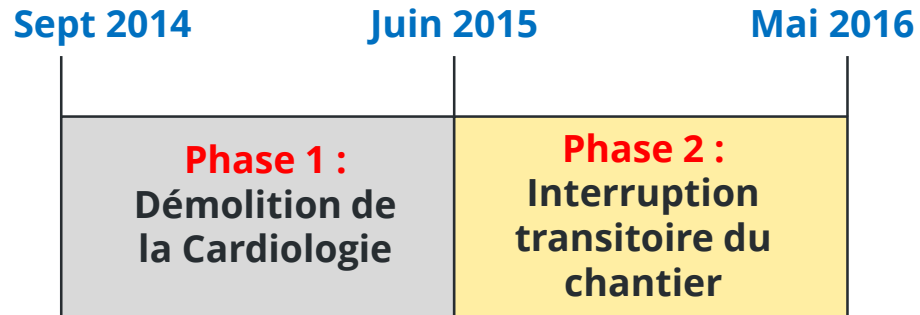 Sept 2014
Juin 2015
Mai 2016
Phase 1 :
Démolition de
la Cardiologie
Phase 2 :
Interruption
transitoire du
chantier